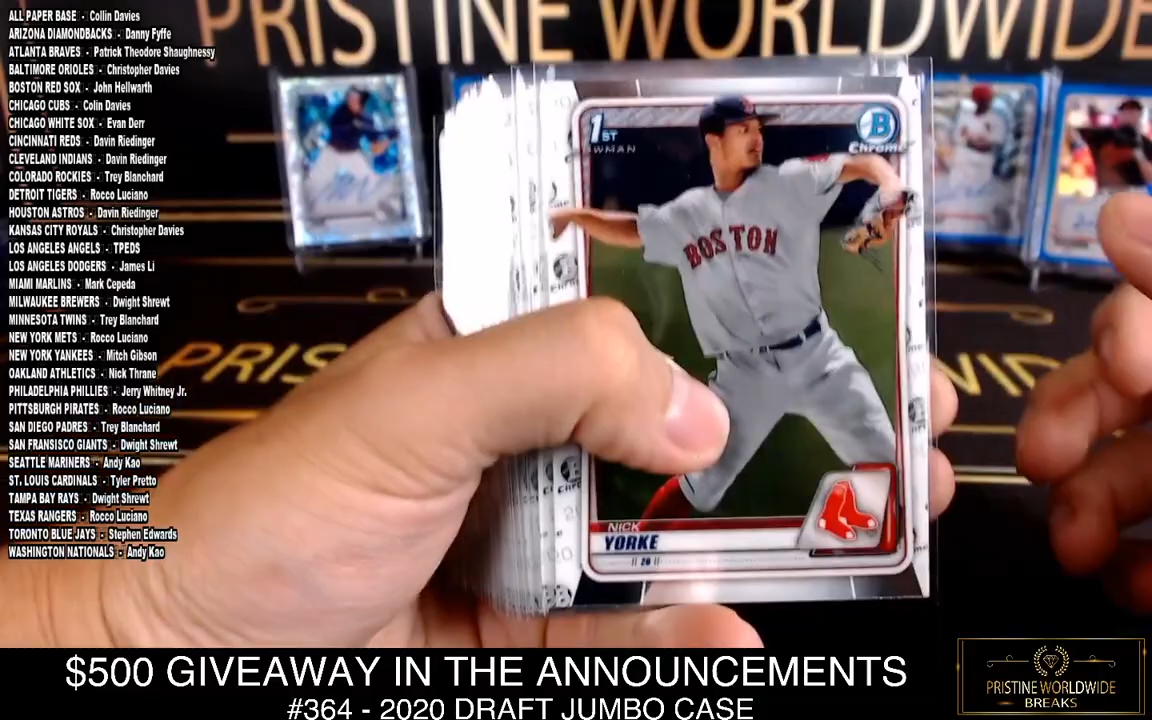 PRISTINE WORLDWIDE
ALL PAPER BASE - Collin Davies
ARIZONA DIAMONDBACKS - Danny Fyffe
ATLANTA BRAVES - Patrick Theodore Shaughnessy
BALTIMORE ORIOLES - Christopher Davies
BOSTON RED SOX - John Hellwarth
CHICAGO CUBS - Colin Davies
CHICAGO WHITE SOX - Evan Derr
CINCINNATI REDS - Davin Riedinger
CLEVELAND INDIANS - Davin Riedinger
COLORADO ROCKIES - Trey Blanchard
DETROIT TIGERS - Rocco Luciano
HOUSTON ASTROS - Davin Riedinger
KANSAS CITY ROYALS - Christopher Davies
LOS ANGELES ANGELS - TPEDS
LOS ANGELES DODGERS - James Li
MIAMI MARLINS - Mark Cepeda
MILWAUKEE BREWERS - Dwight Shrewt
MINNESOTA TWINS - Trey Blanchard
NEW YORK METS - Rocco Luciano
NEW YORK YANKEES - Mitch Gibson
OAKLAND ATHLETICS - Nick Thrane
PHILADELPHIA PHILLIES - Jerry Whitney Jr.
PITTSBURGH PIRATES - Rocco Luciano
SAN DIEGO PADRES - Trey Blanchard
SAN FRANSISCO GIANTS - Dwight Shrewt
SEATTLE MARINERS - Andy Kao
ST. LOUIS CARDINALS - Tyler Pretto
TAMPA BAY RAYS - Dwight Shrewt
TEXAS RANGERS - Rocco Luciano
TORONTO BLUE JAYS - Stephen Edwards
WASHINGTON NATIONALS - Andy Kao
1ST
WMAN
B
Chrome
BOSTON
NICK
YORKE
20
PRIS
WID
$500 GIVEAWAY IN THE ANNOUNCEMENTS
#364 - 2020 DRAFT JUMBO CASE
PRISTINE WORLDWIDE
BREAKS